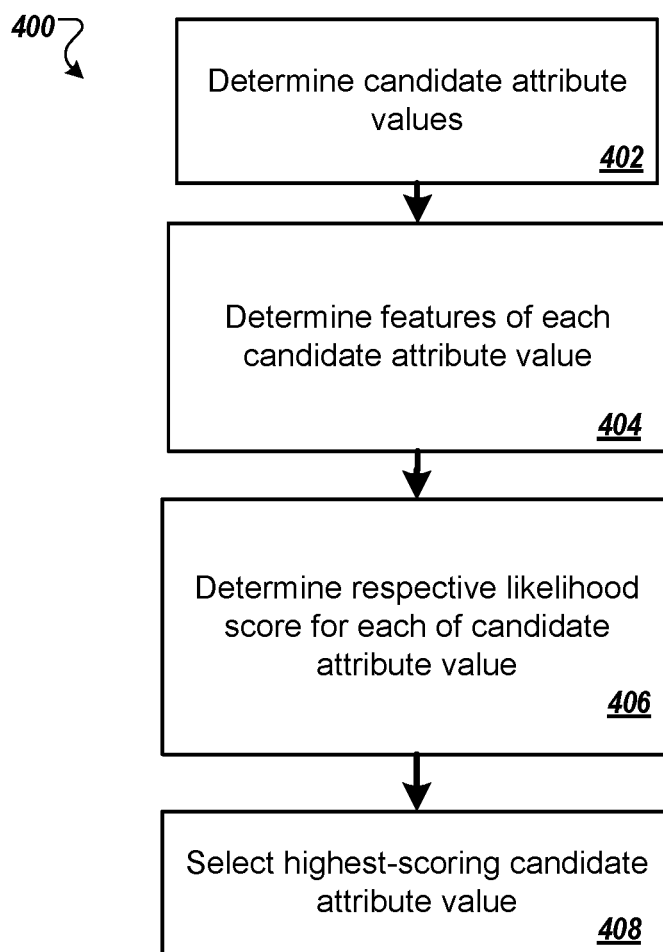 400
Determine candidate attribute
values
402
Determine features of each
candidate attribute value
404
Determine respective likelihood
score for each of candidate
attribute value
406
Select highest-scoring candidate
attribute value
408